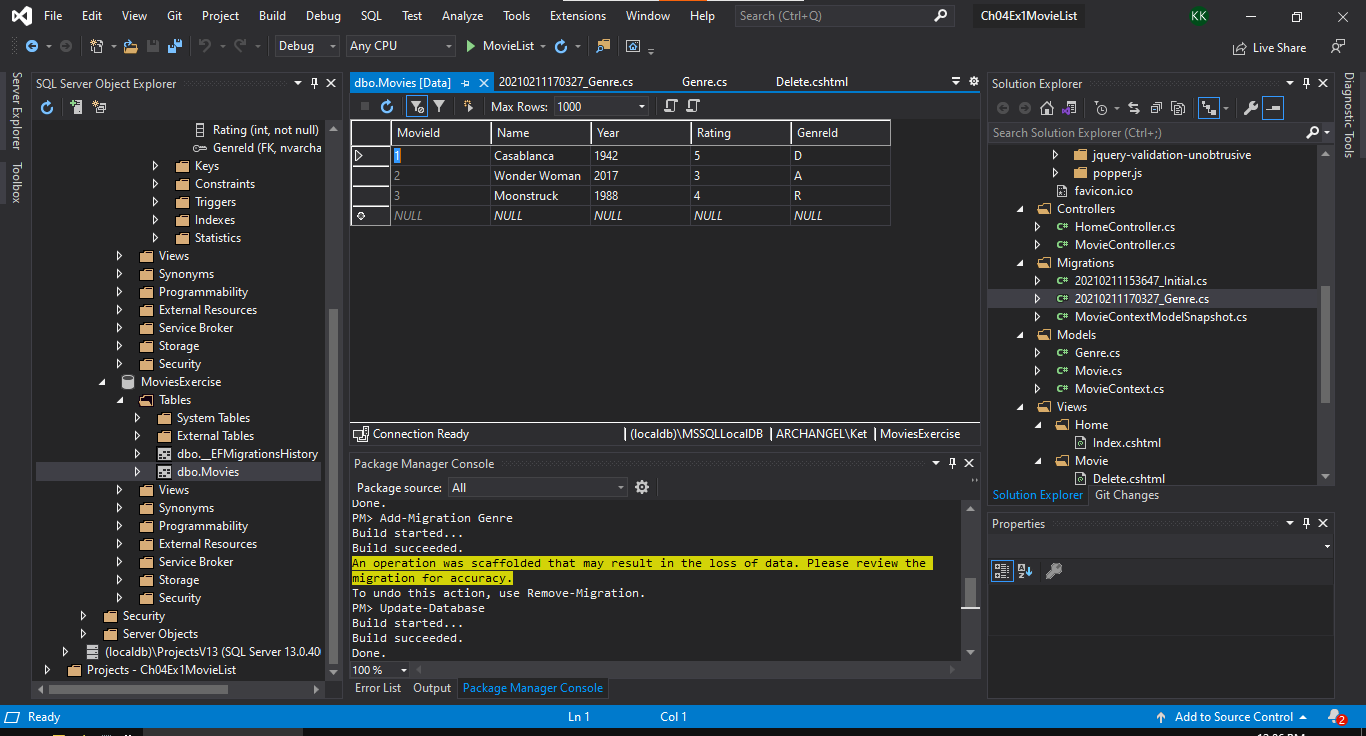 File Edit View Git Project Build Debug SQL Test Analyze Tools Extensions Window Help Search (Ctrl+Q) Ch04Ex1MovieList KK
Debug Any CPU MovieList Live Share
Server Explorer
Toolbox
SQL Server Object Explorer
Rating (int, not null)
GenreId (FK, nvarcha
Keys
Constraints
Triggers
Indexes
Statistics
Views
Synonyms
Programmability
External Resources
Service Broker
Storage
Security
MoviesExercise
Tables
System Tables
External Tables
dbo.__EFMigrationsHistory
dbo.Movies
Views
Synonyms
Programmability
External Resources
Service Broker
Storage
Security
Security
Server Objects
(localdb)\ProjectsV13 (SQL Server 13.0.400
Projects - Ch04Ex1MovieList
dbo.Movies [Data] 20210211170327_Genre.cs Genre.cs Delete.cshtml
Max Rows: 1000
MovieId Name Year Rating GenreId
1 Casablanca 1942 5 D
2 Wonder Woman 2017 3 A
3 Moonstruck 1988 4 R
NULL NULL NULL NULL NULL
Connection Ready (localdb)\MSSQLLocalDB ARCHANGEL\Ket MoviesExercise
Package Manager Console
Package source: All
Done.
PM> Add-Migration Genre
Build started...
Build succeeded.
An operation was scaffolded that may result in the loss of data. Please review the
migration for accuracy.
To undo this action, use Remove-Migration.
PM> Update-Database
Build started...
Build succeeded.
Done.
100 %
Error List Output Package Manager Console
Solution Explorer
Search Solution Explorer (Ctrl+;)
jquery-validation-unobtrusive
popper.js
favicon.ico
Controllers
HomeController.cs
MovieController.cs
Migrations
20210211153647_Initial.cs
20210211170327_Genre.cs
MovieContextModelSnapshot.cs
Models
Genre.cs
Movie.cs
MovieContext.cs
Views
Home
Index.cshtml
Movie
Delete.cshtml
Solution Explorer Git Changes
Properties
Diagnostic Tools
Ready Ln 1 Col 1 Add to Source Control 2